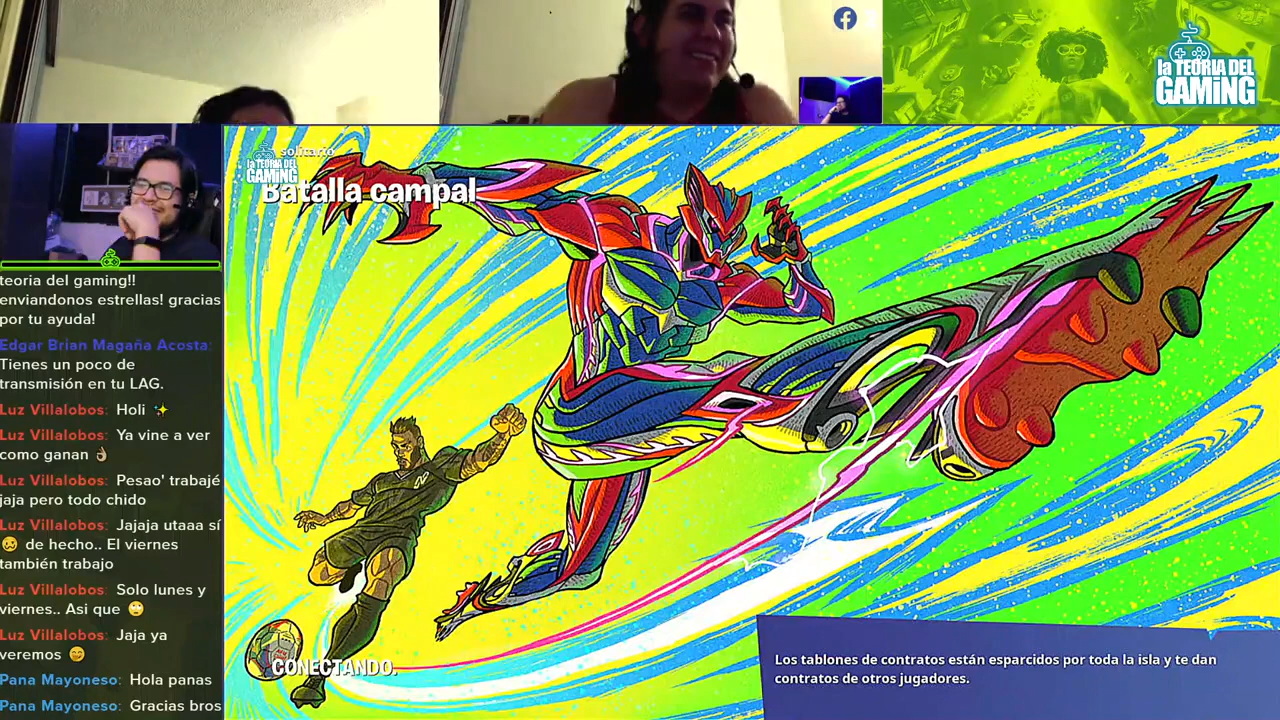 la TEORÍA DEL
GAMING
solitario
la TEORÍA DEL
GAMING
Batalla campal
teoria del gaming!!
enviandonos estrellas! gracias
por tu ayuda!
Edgar Brian Magaña Acosta:
Tienes un poco de
transmisión en tu LAG.
Luz Villalobos: Holi ✨
Luz Villalobos: Ya vine a ver
como ganan 👌🏼
Luz Villalobos: Pesao' trabajé
jaja pero todo chido
Luz Villalobos: Jajaja utaaa sí
🥴 de hecho.. El viernes
también trabajo
Luz Villalobos: Solo lunes y
viernes.. Asi que 🙄
Luz Villalobos: Jaja ya
veremos 😄
Pana Mayoneso: Hola panas
Pana Mayoneso: Gracias bros
CONECTANDO.
Los tablones de contratos están esparcidos por toda la isla y te dan
contratos de otros jugadores.